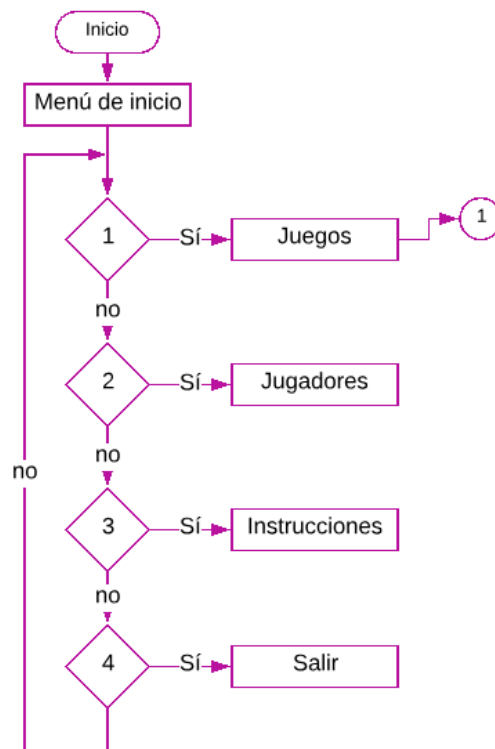 Inicio
Menú de inicio
1
Sí
Juegos
1
no
2
Sí
Jugadores
no
no
3
Sí
Instrucciones
no
4
Sí
Salir